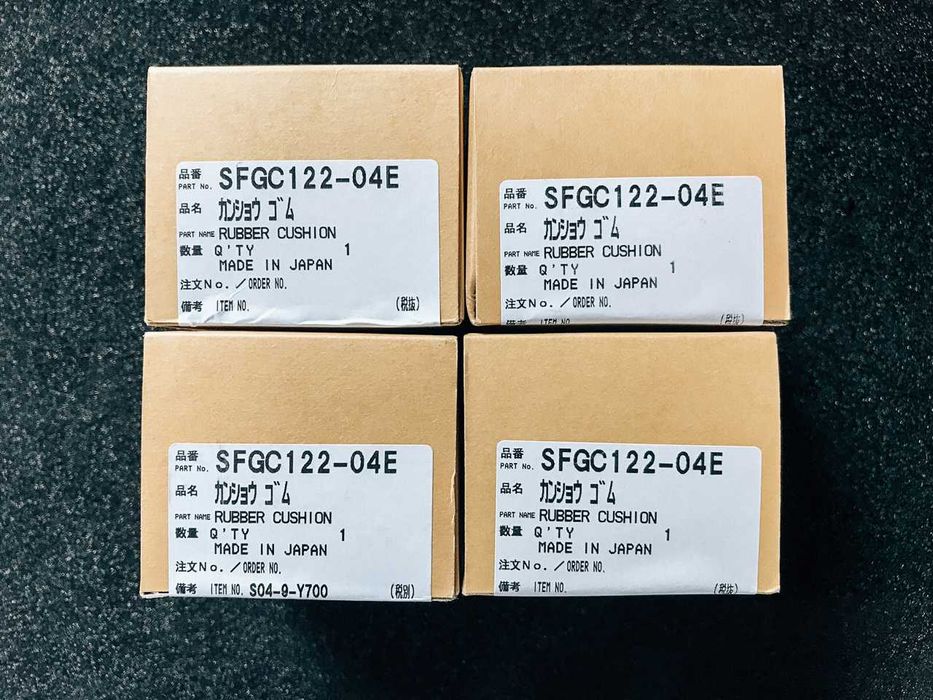 品番 PART No. SFGC122-04E
品名 PART NAME ｶﾝｼｮｳ ｺﾞﾑ
RUBBER CUSHION
数量 Q'TY 1
MADE IN JAPAN
注文No./ORDER NO.
備考 ITEM NO. (税抜)
品番 PART No. SFGC122-04E
品名 PART NAME ｶﾝｼｮｳ ｺﾞﾑ
RUBBER CUSHION
数量 Q'TY 1
MADE IN JAPAN
注文No./ORDER NO.
備考 ITEM NO. (税抜)
品番 PART No. SFGC122-04E
品名 PART NAME ｶﾝｼｮｳ ｺﾞﾑ
RUBBER CUSHION
数量 Q'TY 1
MADE IN JAPAN
注文No./ORDER NO.
備考 ITEM NO. S04-9-Y700 (税別)
品番 PART No. SFGC122-04E
品名 PART NAME ｶﾝｼｮｳ ｺﾞﾑ
RUBBER CUSHION
数量 Q'TY 1
MADE IN JAPAN
注文No./ORDER NO.
備考 ITEM NO. (税抜)